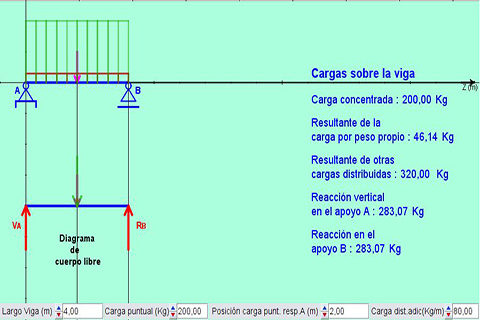 Cargas sobre la viga
Z (m)
A
B
Carga concentrada : 200,00 Kg
Resultante de la
carga por peso propio : 46,14 Kg
Resultante de otras
cargas distribuidas : 320,00 Kg
Reacción vertical
en el apoyo A : 283,07 Kg
VA
RB
Reacción en el
apoyo B : 283,07 Kg
Diagrama
de
cuerpo libre
Largo Viga (m) 4,00 Carga puntual (Kg) 200,00 Posición carga punt. resp.A (m) 2,00 Carga dist.adic(Kg/m) 80,00